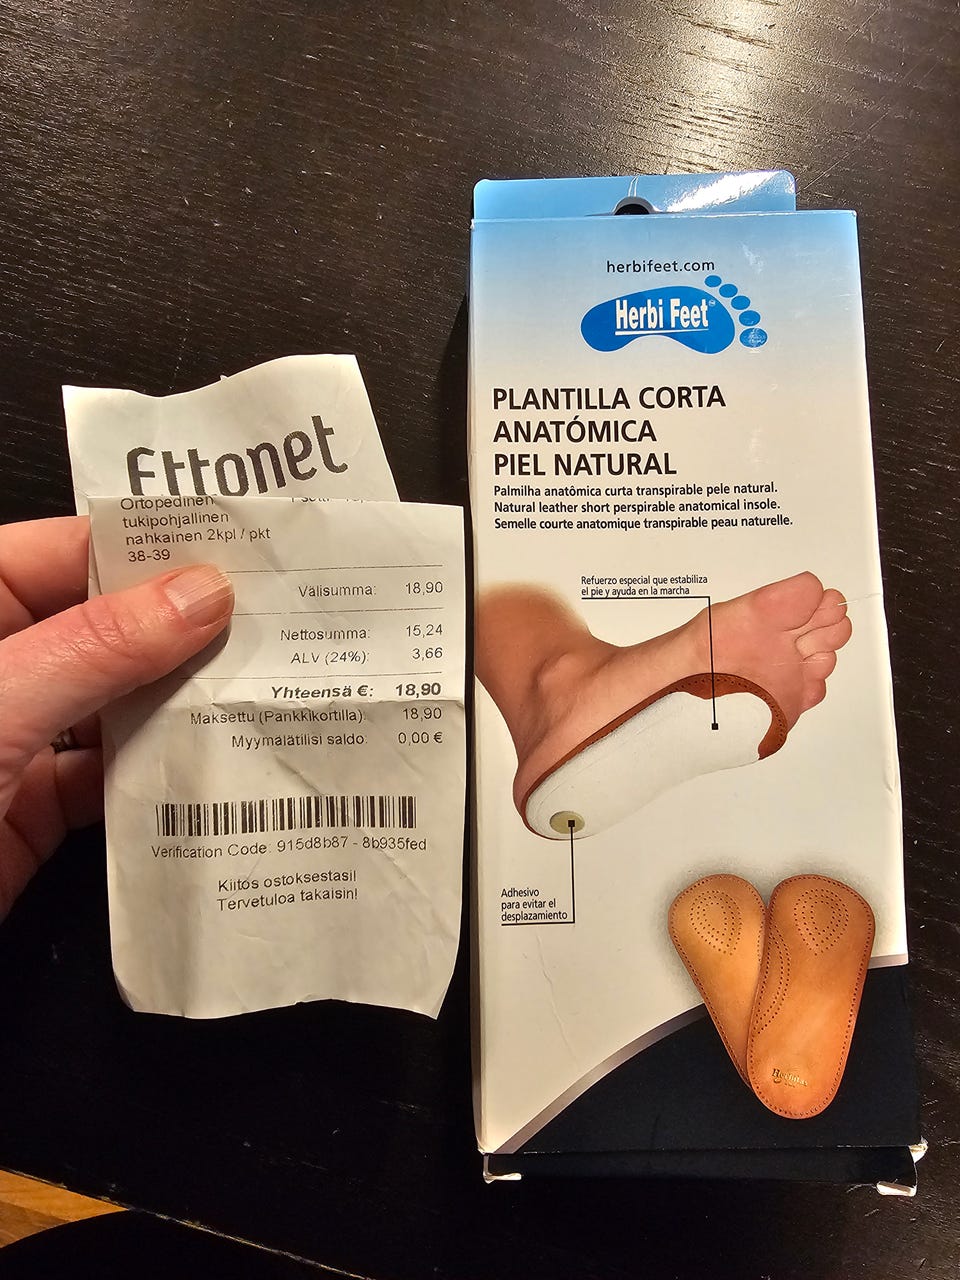 Ettonet
Ortopedinen
tukipohjallinen
nahkainen 2kpl / pkt
38-39
Välisumma: 18,90
Nettosumma: 15,24
ALV (24%): 3,66
Yhteensä €: 18,90
Maksettu (Pankkikortilla): 18,90
Myymälätilisi saldo: 0,00 €
Verification Code: 915d8b87 - 8b935fed
Kiitos ostoksestasi!
Tervetuloa takaisin!
herbifeet.com
Herbi Feet™
PLANTILLA CORTA
ANATÓMICA
PIEL NATURAL
Palmilha anatômica curta transpirable pele natural.
Natural leather short perspirable anatomical insole.
Semelle courte anatomique transpirable peau naturelle.
Refuerzo especial que estabiliza
el pie y ayuda en la marcha
Adhesivo
para evitar el
desplazamiento